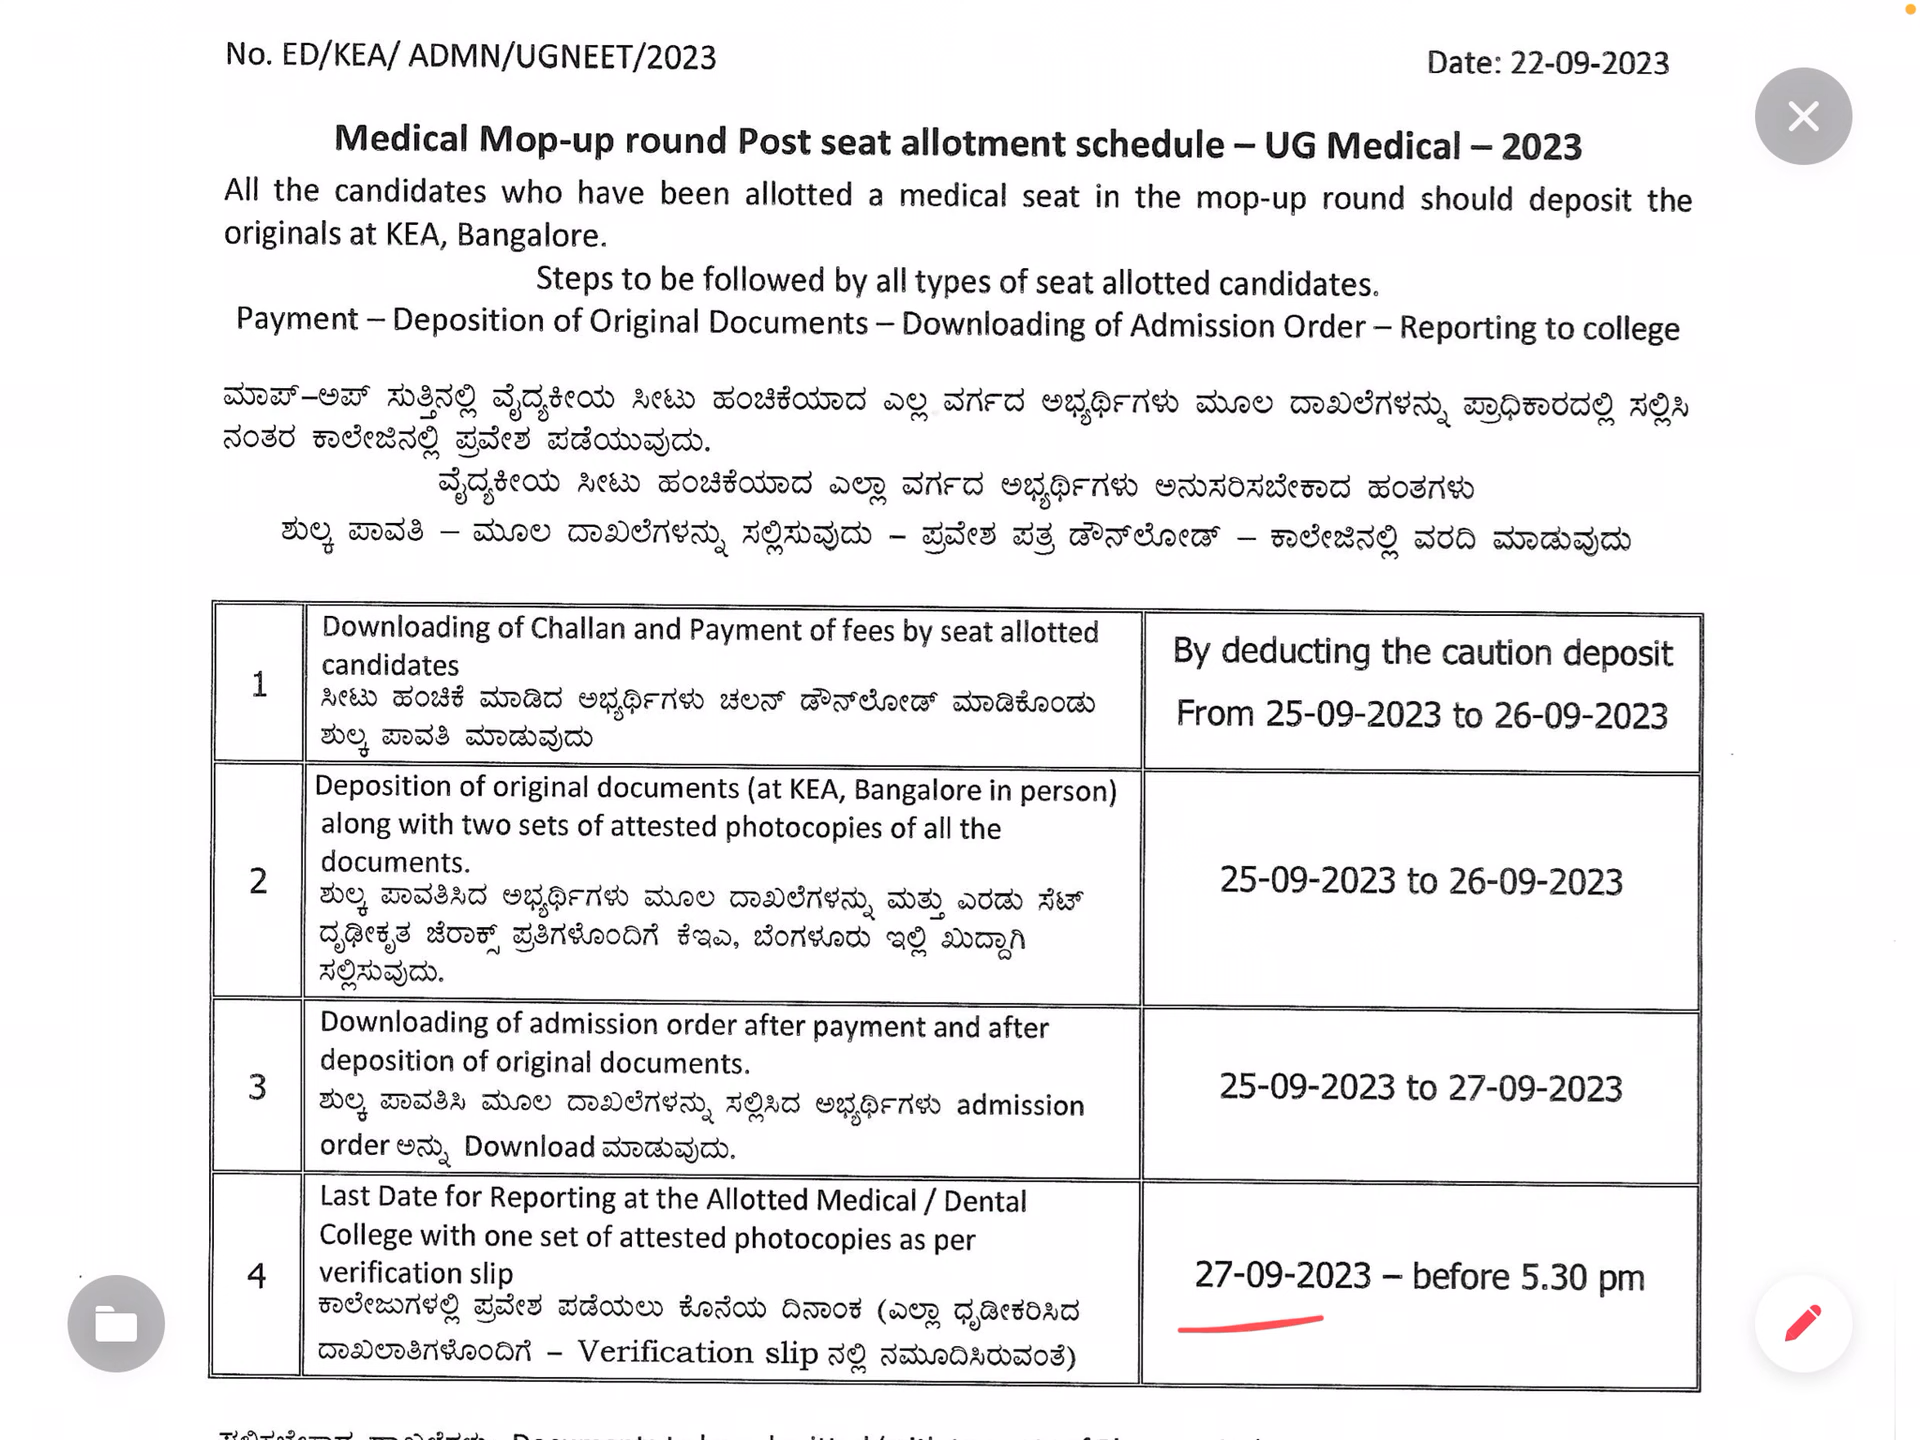 No. ED/KEA/ ADMN/UGNEET/2023
Date: 22-09-2023
Medical Mop-up round Post seat allotment schedule – UG Medical – 2023
All the candidates who have been allotted a medical seat in the mop-up round should deposit the
originals at KEA, Bangalore.
Steps to be followed by all types of seat allotted candidates.
Payment – Deposition of Original Documents – Downloading of Admission Order – Reporting to college
ಮಾಪ್–ಅಪ್ ಸುತ್ತಿನಲ್ಲಿ ವೈದ್ಯಕೀಯ ಸೀಟು ಹಂಚಿಕೆಯಾದ ಎಲ್ಲ ವರ್ಗದ ಅಭ್ಯರ್ಥಿಗಳು ಮೂಲ ದಾಖಲೆಗಳನ್ನು ಪ್ರಾಧಿಕಾರದಲ್ಲಿ ಸಲ್ಲಿಸಿ
ನಂತರ ಕಾಲೇಜಿನಲ್ಲಿ ಪ್ರವೇಶ ಪಡೆಯುವುದು.
ವೈದ್ಯಕೀಯ ಸೀಟು ಹಂಚಿಕೆಯಾದ ಎಲ್ಲಾ ವರ್ಗದ ಅಭ್ಯರ್ಥಿಗಳು ಅನುಸರಿಸಬೇಕಾದ ಹಂತಗಳು
ಶುಲ್ಕ ಪಾವತಿ – ಮೂಲ ದಾಖಲೆಗಳನ್ನು ಸಲ್ಲಿಸುವುದು – ಪ್ರವೇಶ ಪತ್ರ ಡೌನ್‌ಲೋಡ್ – ಕಾಲೇಜಿನಲ್ಲಿ ವರದಿ ಮಾಡುವುದು
1
Downloading of Challan and Payment of fees by seat allotted
candidates
ಸೀಟು ಹಂಚಿಕೆ ಮಾಡಿದ ಅಭ್ಯರ್ಥಿಗಳು ಚಲನ್ ಡೌನ್‌ಲೋಡ್ ಮಾಡಿಕೊಂಡು
ಶುಲ್ಕ ಪಾವತಿ ಮಾಡುವುದು
By deducting the caution deposit
From 25-09-2023 to 26-09-2023
2
Deposition of original documents (at KEA, Bangalore in person)
along with two sets of attested photocopies of all the
documents.
ಶುಲ್ಕ ಪಾವತಿಸಿದ ಅಭ್ಯರ್ಥಿಗಳು ಮೂಲ ದಾಖಲೆಗಳನ್ನು ಮತ್ತು ಎರಡು ಸೆಟ್
ದೃಢೀಕೃತ ಜೆರಾಕ್ಸ್ ಪ್ರತಿಗಳೊಂದಿಗೆ ಕೆಇಎ, ಬೆಂಗಳೂರು ಇಲ್ಲಿ ಖುದ್ದಾಗಿ
ಸಲ್ಲಿಸುವುದು.
25-09-2023 to 26-09-2023
3
Downloading of admission order after payment and after
deposition of original documents.
ಶುಲ್ಕ ಪಾವತಿಸಿ ಮೂಲ ದಾಖಲೆಗಳನ್ನು ಸಲ್ಲಿಸಿದ ಅಭ್ಯರ್ಥಿಗಳು admission
order ಅನ್ನು Download ಮಾಡುವುದು.
25-09-2023 to 27-09-2023
4
Last Date for Reporting at the Allotted Medical / Dental
College with one set of attested photocopies as per
verification slip
ಕಾಲೇಜುಗಳಲ್ಲಿ ಪ್ರವೇಶ ಪಡೆಯಲು ಕೊನೆಯ ದಿನಾಂಕ (ಎಲ್ಲಾ ಧೃಡೀಕರಿಸಿದ
ದಾಖಲಾತಿಗಳೊಂದಿಗೆ – Verification slip ನಲ್ಲಿ ನಮೂದಿಸಿರುವಂತೆ)
27-09-2023 – before 5.30 pm